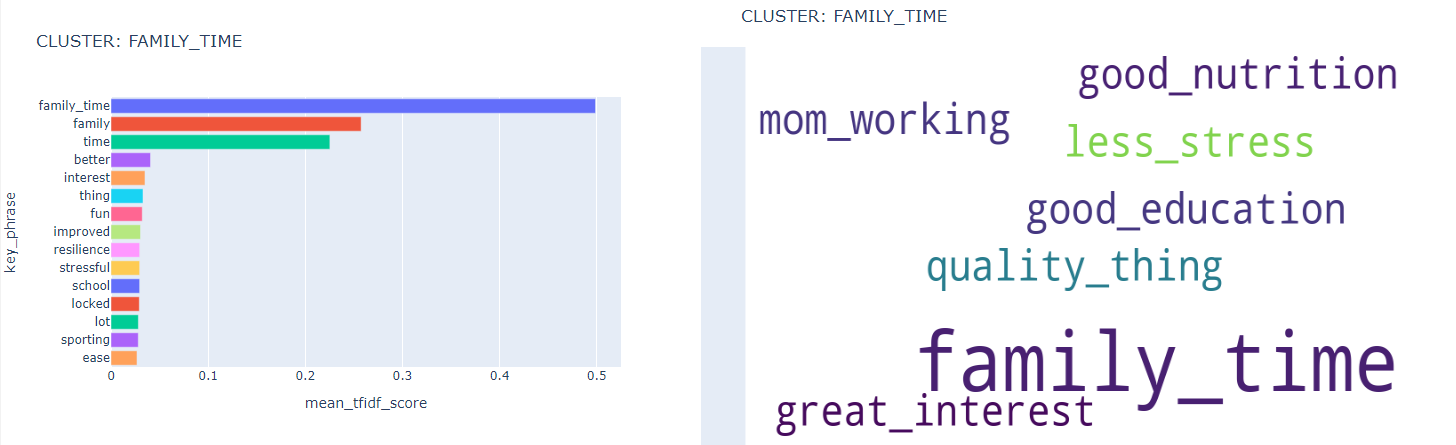 CLUSTER: FAMILY_TIME
key_phrase
family_time
family
time
better
interest
thing
fun
improved
resilience
stressful
school
locked
lot
sporting
ease
0 0.1 0.2 0.3 0.4 0.5
mean_tfidf_score
CLUSTER: FAMILY_TIME
good_nutrition
mom_working
less_stress
good_education
quality_thing
family_time
great_interest